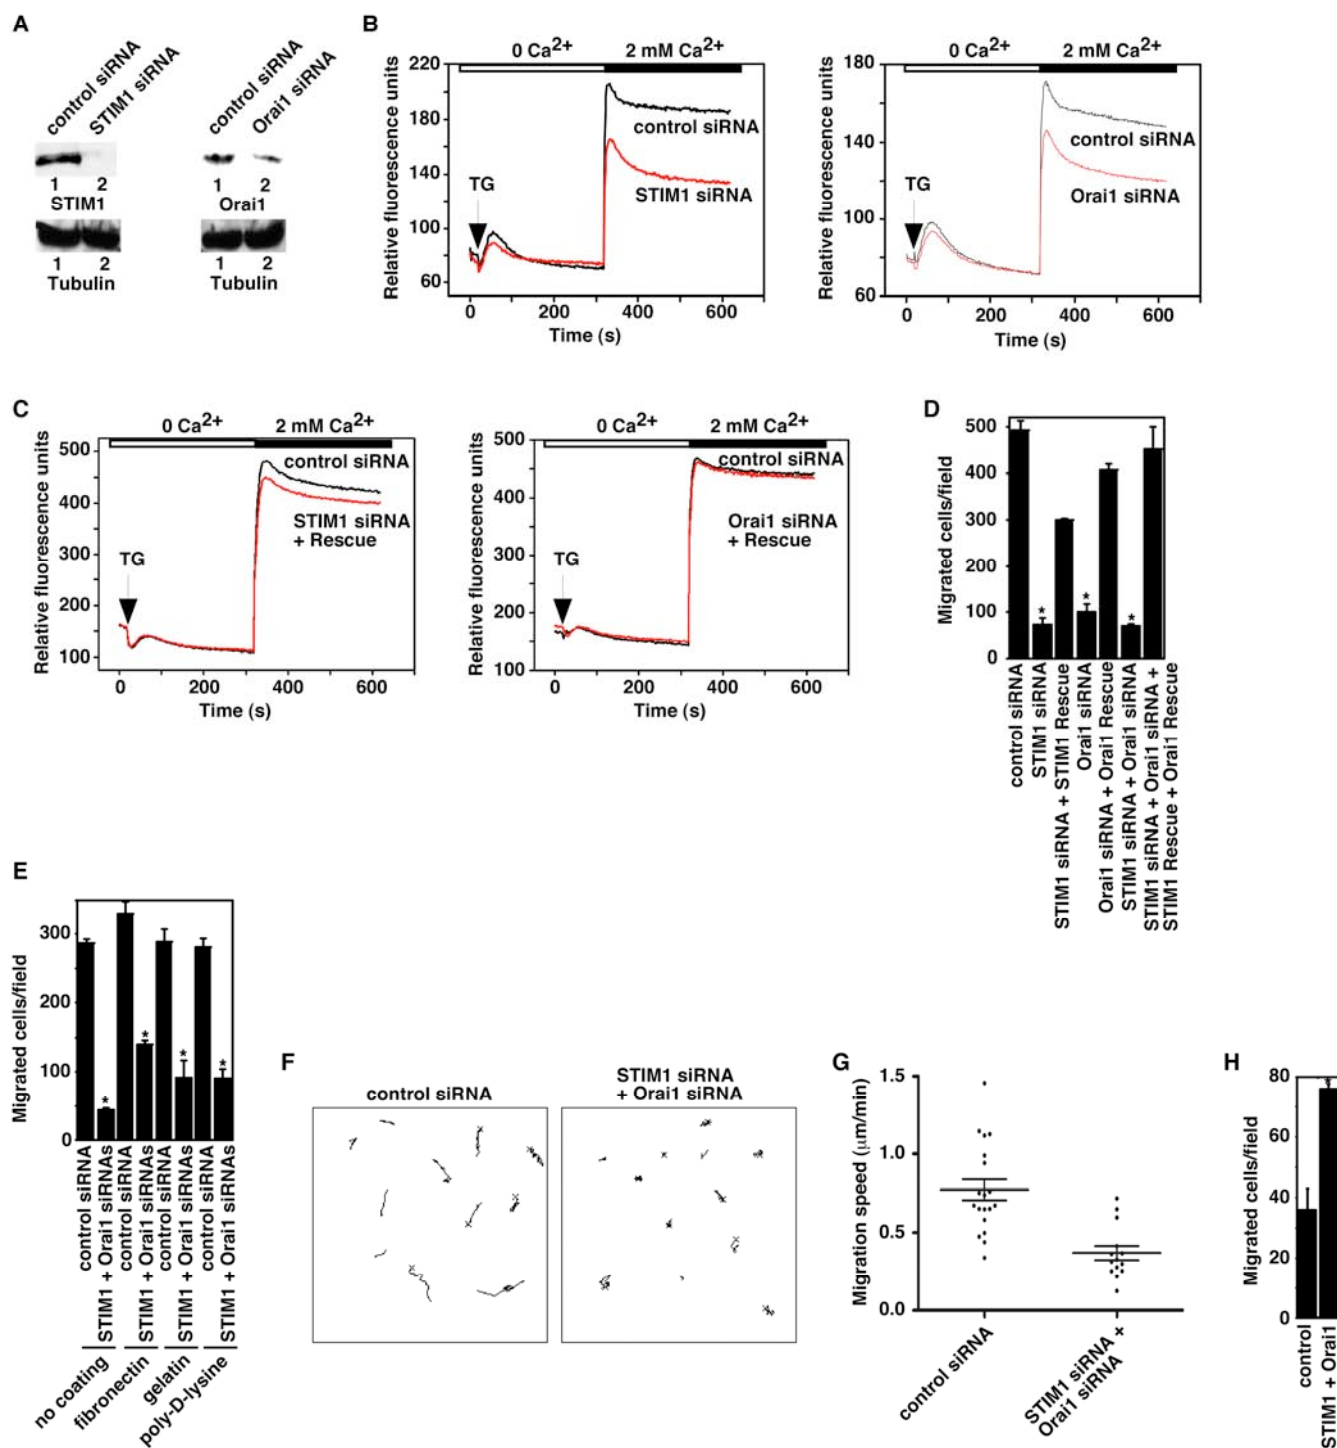 A
control siRNA
STIM1 siRNA
1 2
STIM1
1 2
Tubulin
control siRNA
Orai1 siRNA
1 2
Orai1
1 2
Tubulin
B
0 Ca2+
2 mM Ca2+
Relative fluorescence units
220
180
140
100
60
TG
control siRNA
STIM1 siRNA
0 200 400 600
Time (s)
0 Ca2+
2 mM Ca2+
Relative fluorescence units
180
140
100
60
TG
control siRNA
Orai1 siRNA
0 200 400 600
Time (s)
C
0 Ca2+
2 mM Ca2+
Relative fluorescence units
500
400
300
200
100
TG
control siRNA
STIM1 siRNA
+ Rescue
0 200 400 600
Time (s)
0 Ca2+
2 mM Ca2+
Relative fluorescence units
500
400
300
200
100
TG
control siRNA
Orai1 siRNA
+ Rescue
0 200 400 600
Time (s)
D
Migrated cells/field
500
400
300
200
100
0
*
*
*
control siRNA
STIM1 siRNA
STIM1 siRNA + STIM1 Rescue
Orai1 siRNA
Orai1 siRNA + Orai1 Rescue
STIM1 siRNA + Orai1 siRNA
STIM1 siRNA + Orai1 siRNA +
STIM1 Rescue + Orai1 Rescue
E
Migrated cells/field
300
200
100
0
*
*
*
*
control siRNA
STIM1 + Orai1 siRNAs
control siRNA
STIM1 + Orai1 siRNAs
control siRNA
STIM1 + Orai1 siRNAs
control siRNA
STIM1 + Orai1 siRNAs
no coating
fibronectin
gelatin
poly-D-lysine
F
control siRNA
STIM1 siRNA
+ Orai1 siRNA
G
Migration speed (μm/min)
1.5
1.0
0.5
0.0
control siRNA
STIM1 siRNA +
Orai1 siRNA
H
Migrated cells/field
80
60
40
20
0
*
control
STIM1 + Orai1